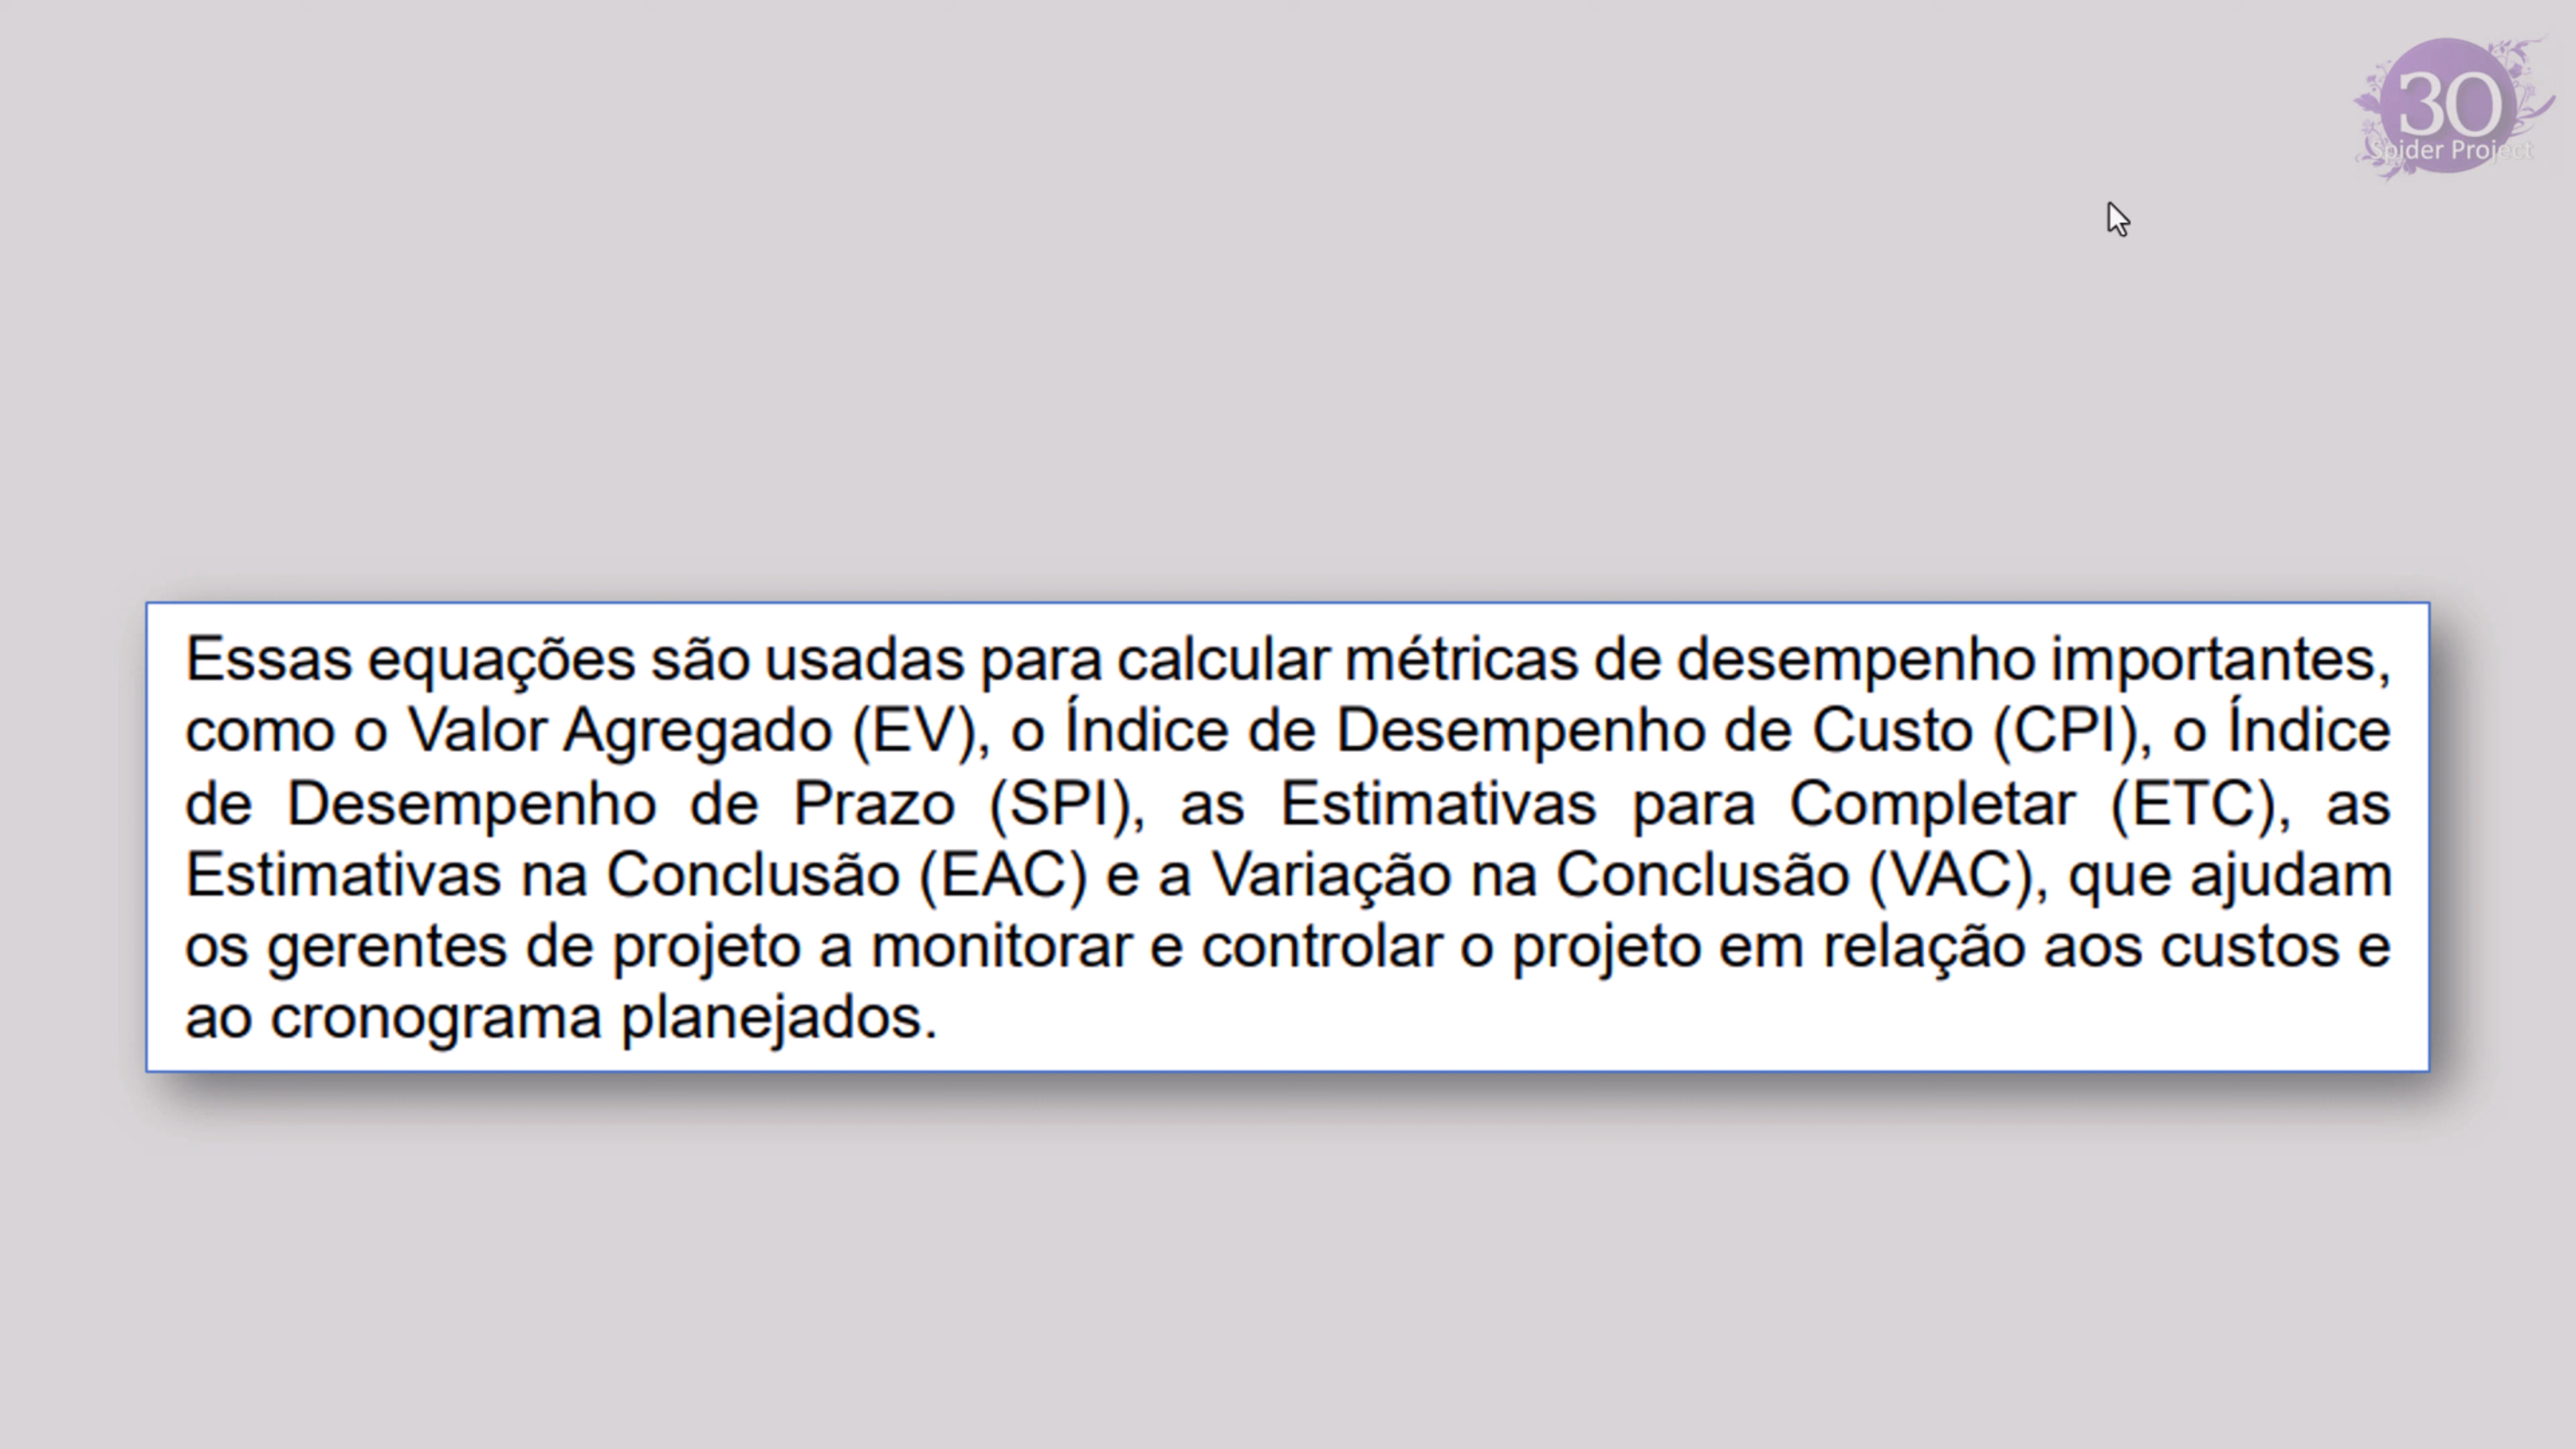 30
Spider Project
Essas equações são usadas para calcular métricas de desempenho importantes,
como o Valor Agregado (EV), o Índice de Desempenho de Custo (CPI), o Índice
de Desempenho de Prazo (SPI), as Estimativas para Completar (ETC), as
Estimativas na Conclusão (EAC) e a Variação na Conclusão (VAC), que ajudam
os gerentes de projeto a monitorar e controlar o projeto em relação aos custos e
ao cronograma planejados.